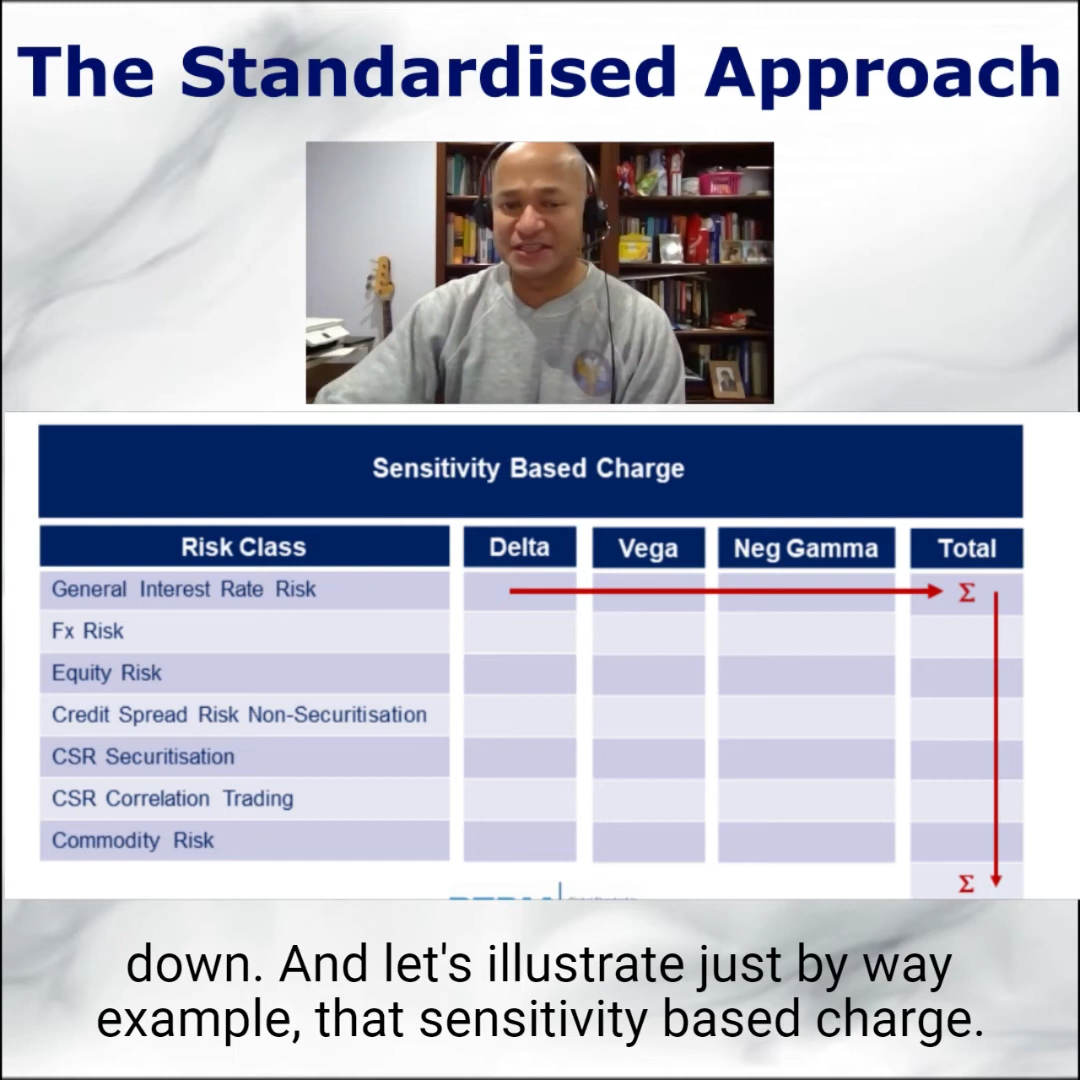 The Standardised Approach
Sensitivity Based Charge
Risk Class Delta Vega Neg Gamma Total
General Interest Rate Risk Σ
Fx Risk
Equity Risk
Credit Spread Risk Non-Securitisation
CSR Securitisation
CSR Correlation Trading
Commodity Risk
Σ
down. And let's illustrate just by way
example, that sensitivity based charge.